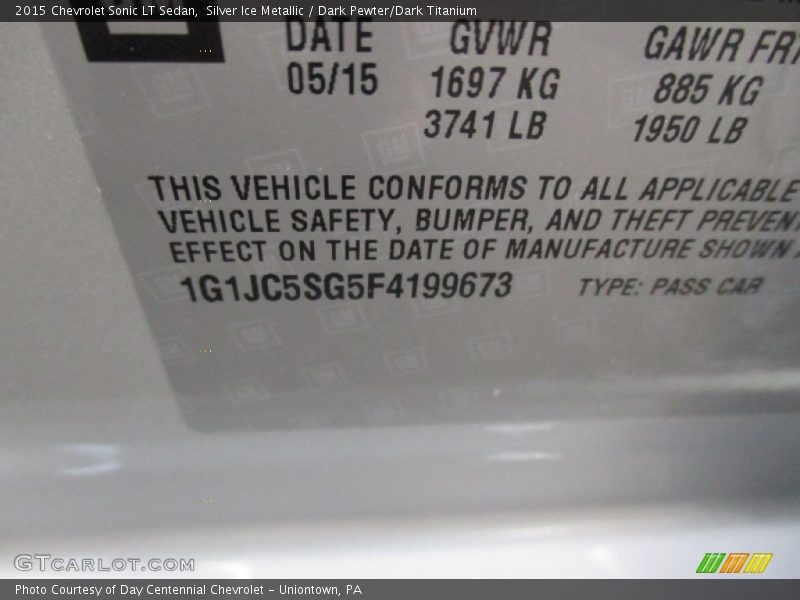 2015 Chevrolet Sonic LT Sedan,  Silver Ice Metallic / Dark Pewter/Dark Titanium
DATE GVWR GAWR FR
05/15 1697 KG 885 KG
3741 LB 1950 LB
THIS VEHICLE CONFORMS TO ALL APPLICABLE
VEHICLE SAFETY, BUMPER, AND THEFT PREVEN
EFFECT ON THE DATE OF MANUFACTURE SHOWN
1G1JC5SG5F4199673 TYPE: PASS CAR
GTCARLOT.COM
Photo Courtesy of Day Centennial Chevrolet - Uniontown, PA